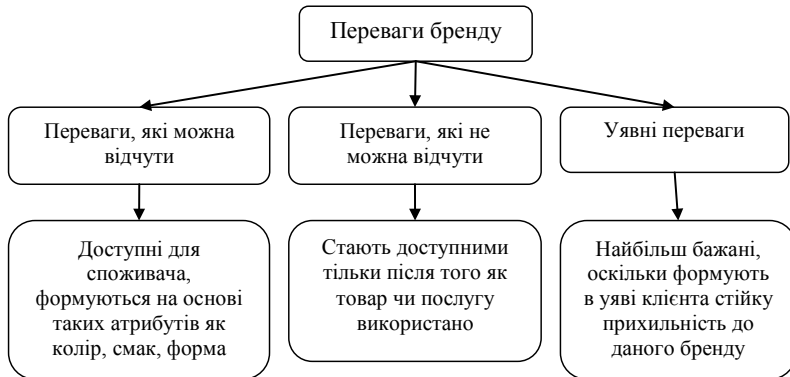 Переваги бренду
Переваги, які можна
відчути
Переваги, які не
можна відчути
Уявні переваги
Доступні для
споживача,
формуються на основі
таких атрибутів як
колір, смак, форма
Стають доступними
тільки після того як
товар чи послугу
використано
Найбільш бажані,
оскільки формують
в уяві клієнта стійку
прихильність до
даного бренду